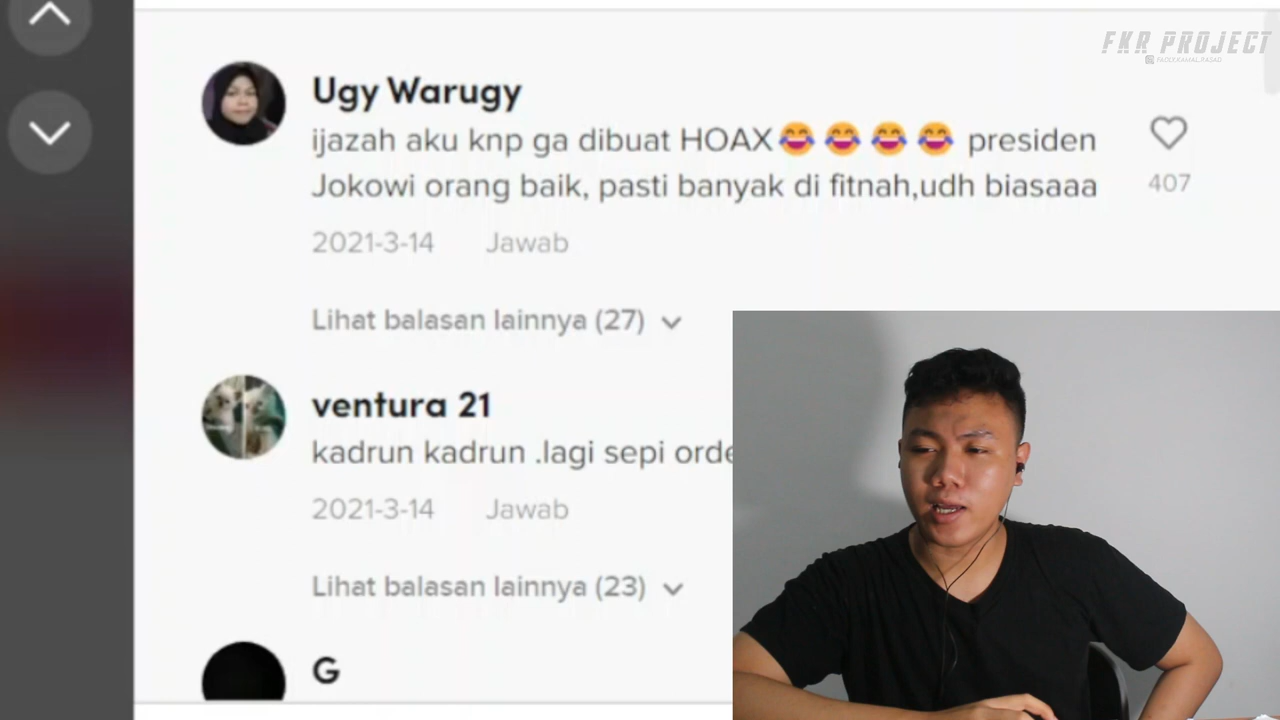 FKR PROJECT
Ugy Warugy
ijazah aku knp ga dibuat HOAX😂😂😂😂 presiden
Jokowi orang baik, pasti banyak di fitnah,udh biasaaa
407
2021-3-14 Jawab
Lihat balasan lainnya (27)
ventura 21
kadrun kadrun .lagi sepi orde
2021-3-14 Jawab
Lihat balasan lainnya (23)
G